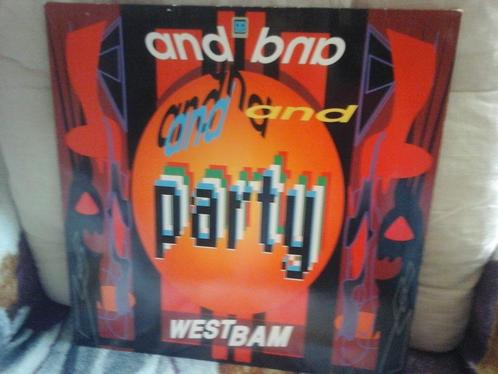 and and
and and
and
party
WESTBAM